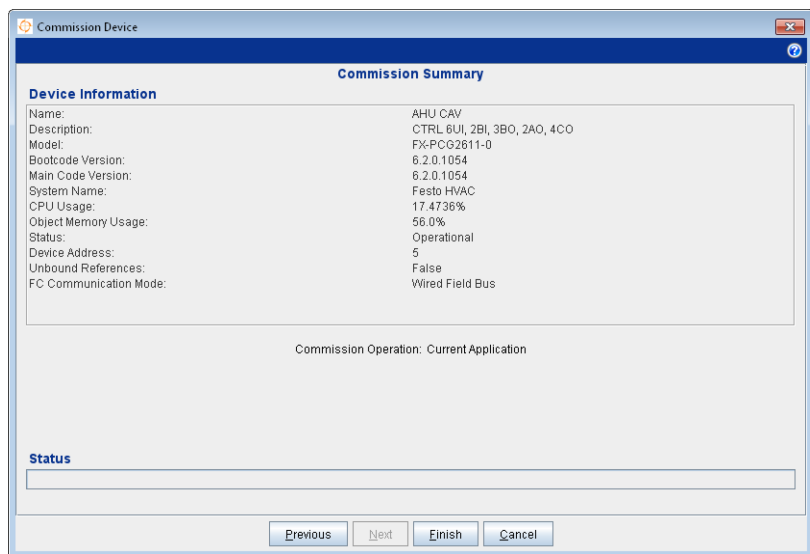 Commission Device
Commission Summary
Device Information
Name: AHU CAV
Description: CTRL 6UI, 2BI, 3BO, 2AO, 4CO
Model: FX-PCG2611-0
Bootcode Version: 6.2.0.1054
Main Code Version: 6.2.0.1054
System Name: Festo HVAC
CPU Usage: 17.4736%
Object Memory Usage: 56.0%
Status: Operational
Device Address: 5
Unbound References: False
FC Communication Mode: Wired Field Bus
Commission Operation: Current Application
Status
Previous Next Finish Cancel